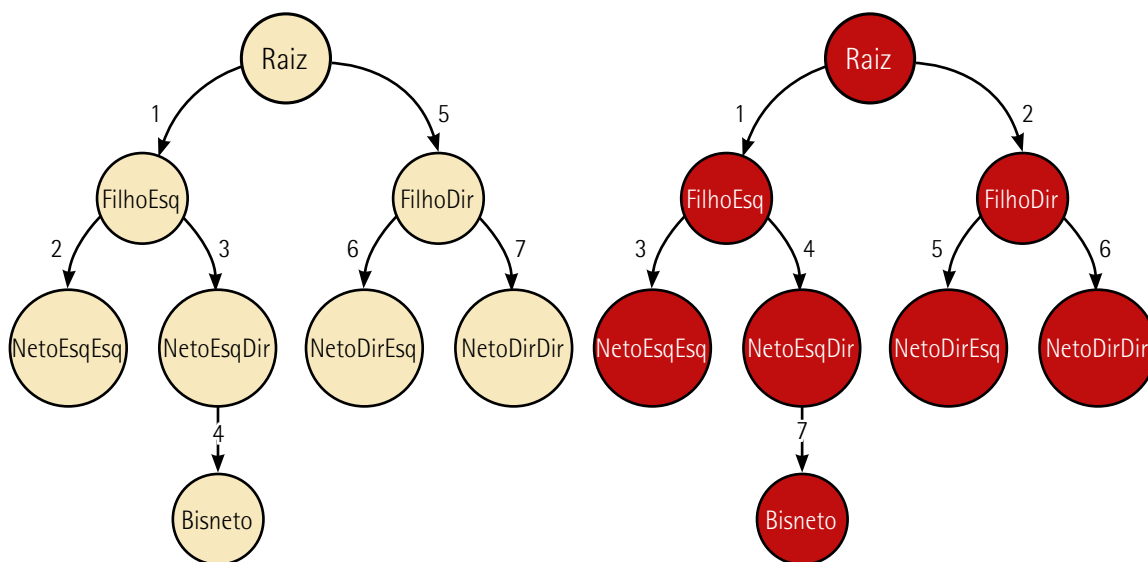 Raiz
1
5
FilhoEsq
FilhoDir
2
3
6
7
NetoEsqEsq
NetoEsqDir
NetoDirEsq
NetoDirDir
4
Bisneto
Raiz
1
2
FilhoEsq
FilhoDir
3
4
5
6
NetoEsqEsq
NetoEsqDir
NetoDirEsq
NetoDirDir
7
Bisneto